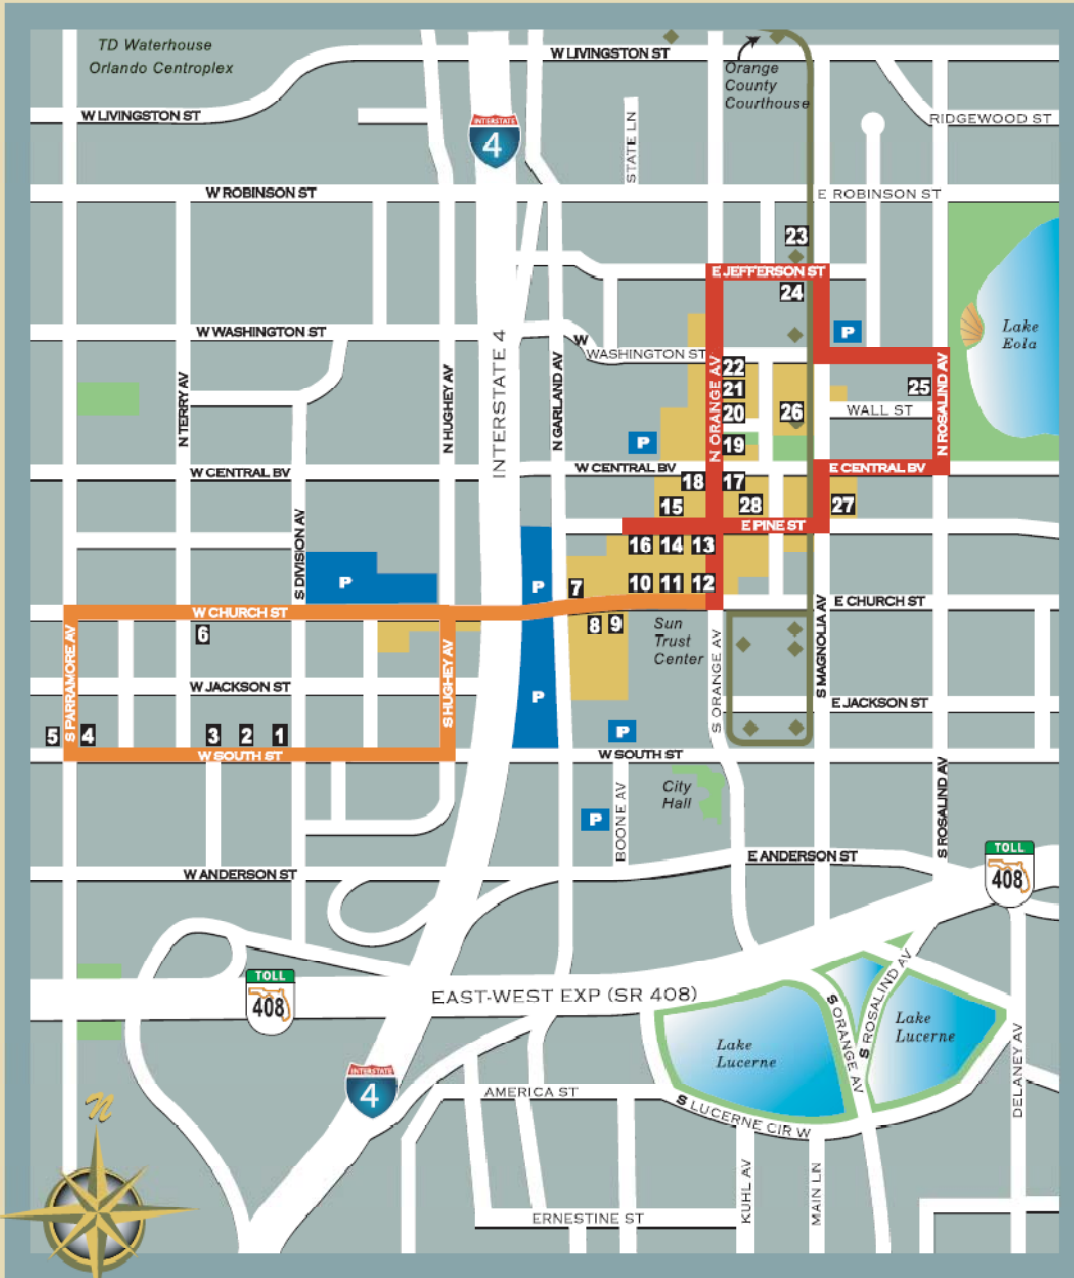 TD Waterhouse
Orlando Centroplex
W LIVINGSTON ST
Orange
County
Courthouse
W LIVINGSTON ST
INTERSTATE
4
STATE LN
RIDGEWOOD ST
W ROBINSON ST
E ROBINSON ST
23
E JEFFERSON ST
24
W WASHINGTON ST
INTERSTATE 4
W
WASHINGTON ST
P
Lake
Eola
N TERRY AV
N HUGHEY AV
N GARLAND AV
N ORANGE AV
22
21
20
19
26
25
WALL ST
N ROSALIND AV
P
W CENTRAL BV
W CENTRAL BV
E CENTRAL BV
18
17
15
28
27
S DIVISION AV
E PINE ST
16
14
13
P
P
7
10
11
12
W CHURCH ST
E CHURCH ST
S PARRAMORE AV
6
8
9
Sun
Trust
Center
S HUGHEY AV
S ORANGE AV
S MAGNOLIA AV
W JACKSON ST
P
E JACKSON ST
5
4
3
2
1
P
W SOUTH ST
W SOUTH ST
City
Hall
P
BOONE AV
S ROSALIND AV
W ANDERSON ST
E ANDERSON ST
TOLL
408
TOLL
408
EAST-WEST EXP (SR 408)
S ORANGE AV
S ROSALIND AV
Lake
Lucerne
Lake
Lucerne
INTERSTATE
4
AMERICA ST
S LUCERNE CIR W
DELANEY AV
N
KUHL AV
MAIN LN
ERNESTINE ST